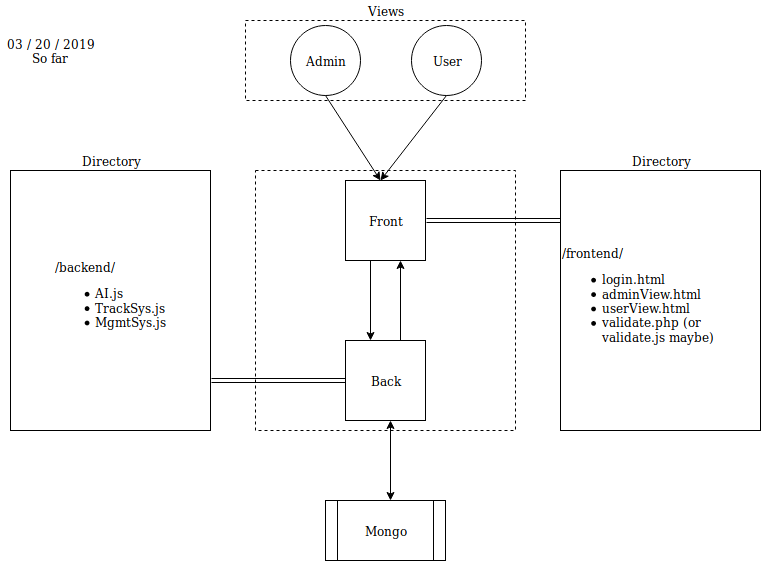 Views
03 / 20 / 2019
So far
Admin
User
Directory
Directory
Front
/backend/
AI.js
TrackSys.js
MgmtSys.js
/frontend/
login.html
adminView.html
userView.html
validate.php (or
validate.js maybe)
Back
Mongo